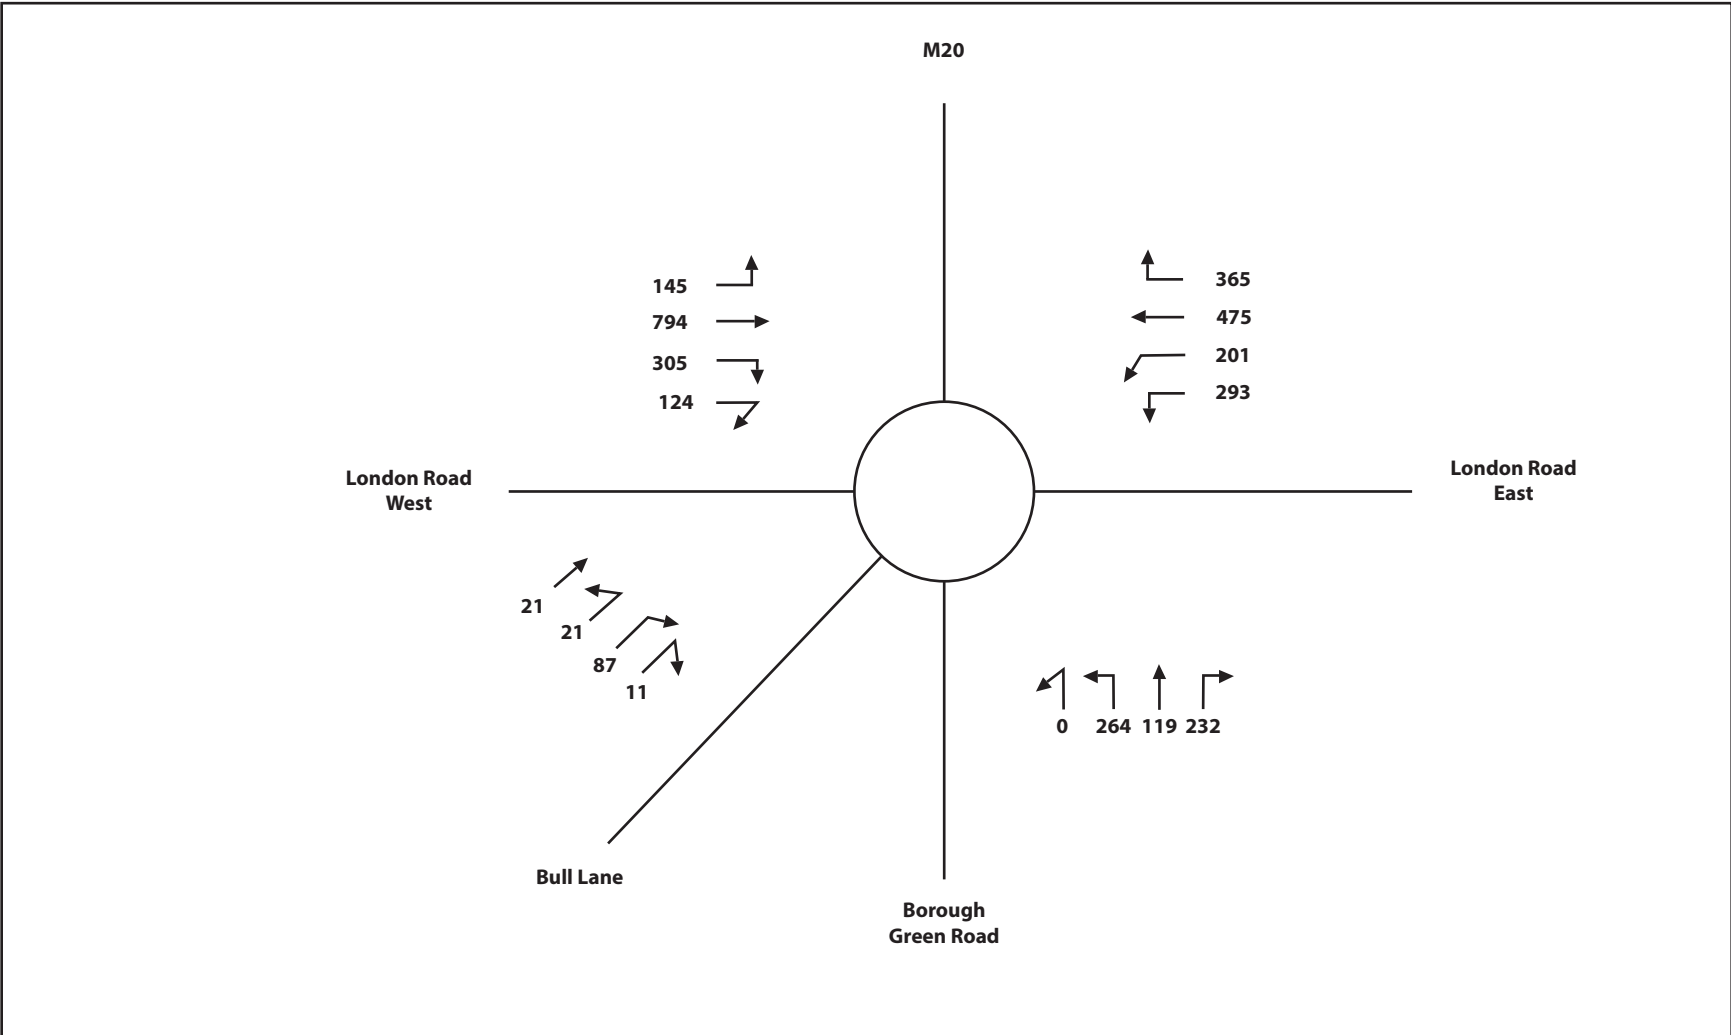 M20
145
794
305
124
365
475
201
293
London Road
West
London Road
East
21
21
87
11
0 264 119 232
Bull Lane
Borough
Green Road